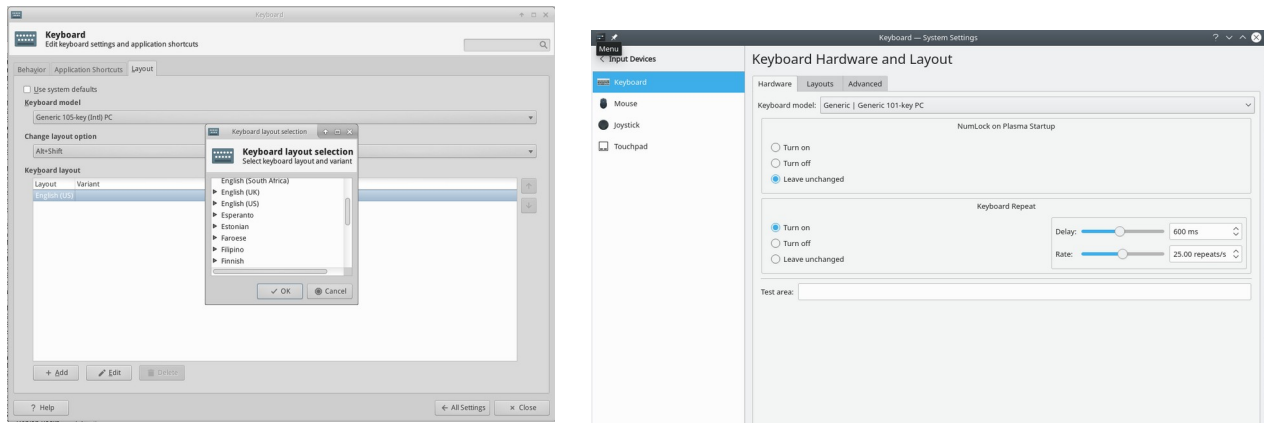 Keyboard
Keyboard
Edit keyboard settings and application shortcuts
Behavior Application Shortcuts Layout
Use system defaults
Keyboard model
Generic 105-key (Intl) PC
Change layout option
Alt+Shift
Keyboard layout
Layout Variant
English (US)
Keyboard layout selection
Keyboard layout selection
Select keyboard layout and variant
English (South Africa)
English (UK)
English (US)
Esperanto
Estonian
Faroese
Filipino
Finnish
OK Cancel
+ Add Edit Delete
? Help All Settings × Close
Keyboard — System Settings
Menu
Input Devices
Keyboard
Mouse
Joystick
Touchpad
Keyboard Hardware and Layout
Hardware Layouts Advanced
Keyboard model: Generic | Generic 101-key PC
NumLock on Plasma Startup
Turn on
Turn off
Leave unchanged
Keyboard Repeat
Turn on
Turn off
Leave unchanged
Delay: 600 ms
Rate: 25.00 repeats/s
Test area: